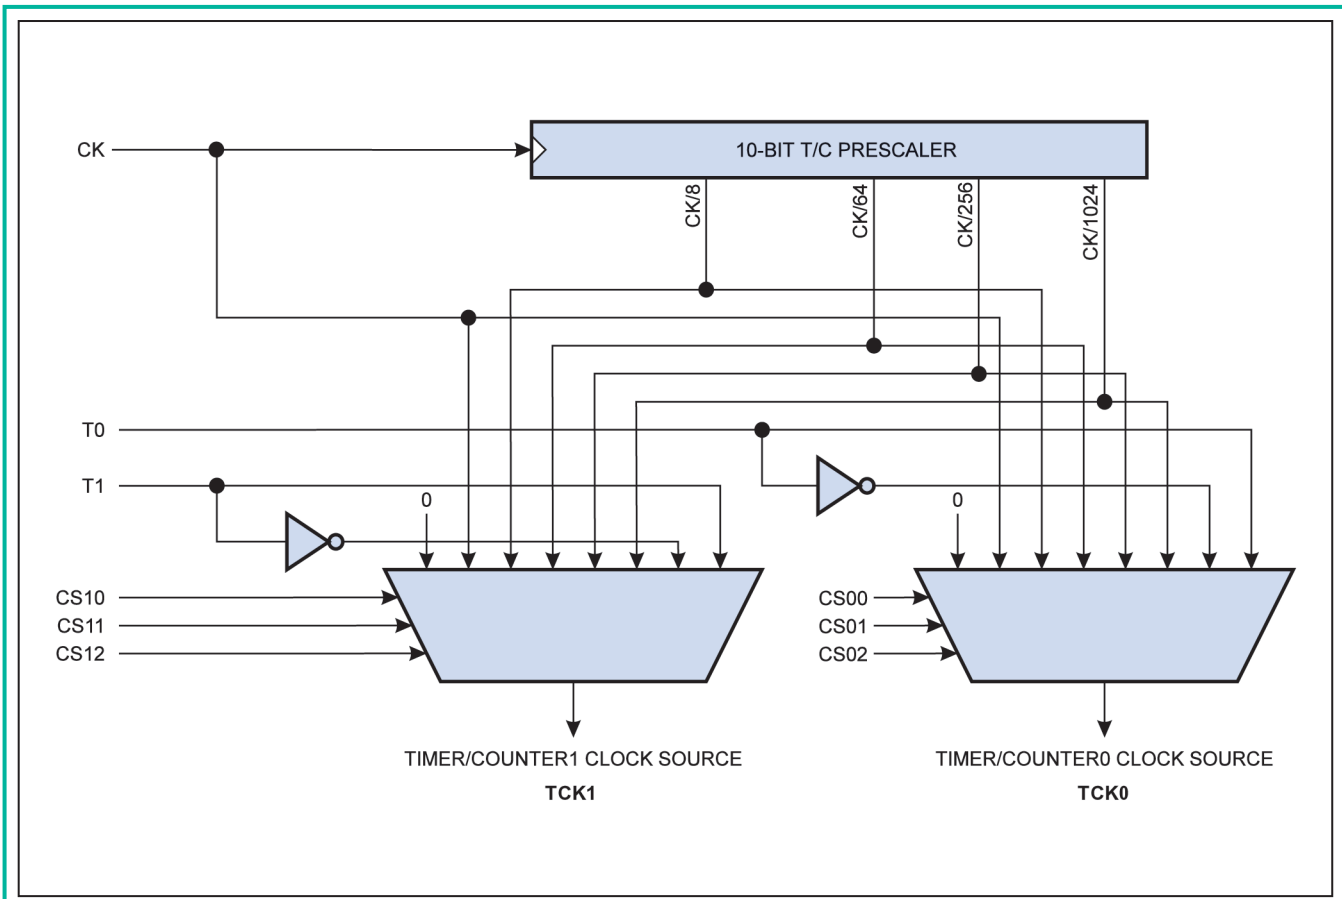 CK
10-BIT T/C PRESCALER
CK/8
CK/64
CK/256
CK/1024
T0
T1
0
0
CS10
CS11
CS12
CS00
CS01
CS02
TIMER/COUNTER1 CLOCK SOURCE
TCK1
TIMER/COUNTER0 CLOCK SOURCE
TCK0